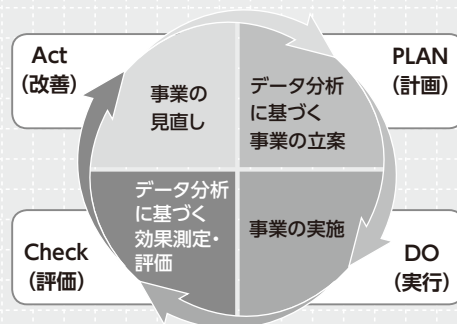 Act
(改善)
事業の
見直し
データ分析
に基づく
事業の立案
PLAN
(計画)
Check
(評価)
データ分析
に基づく
効果測定・
評価
事業の実施
DO
(実行)